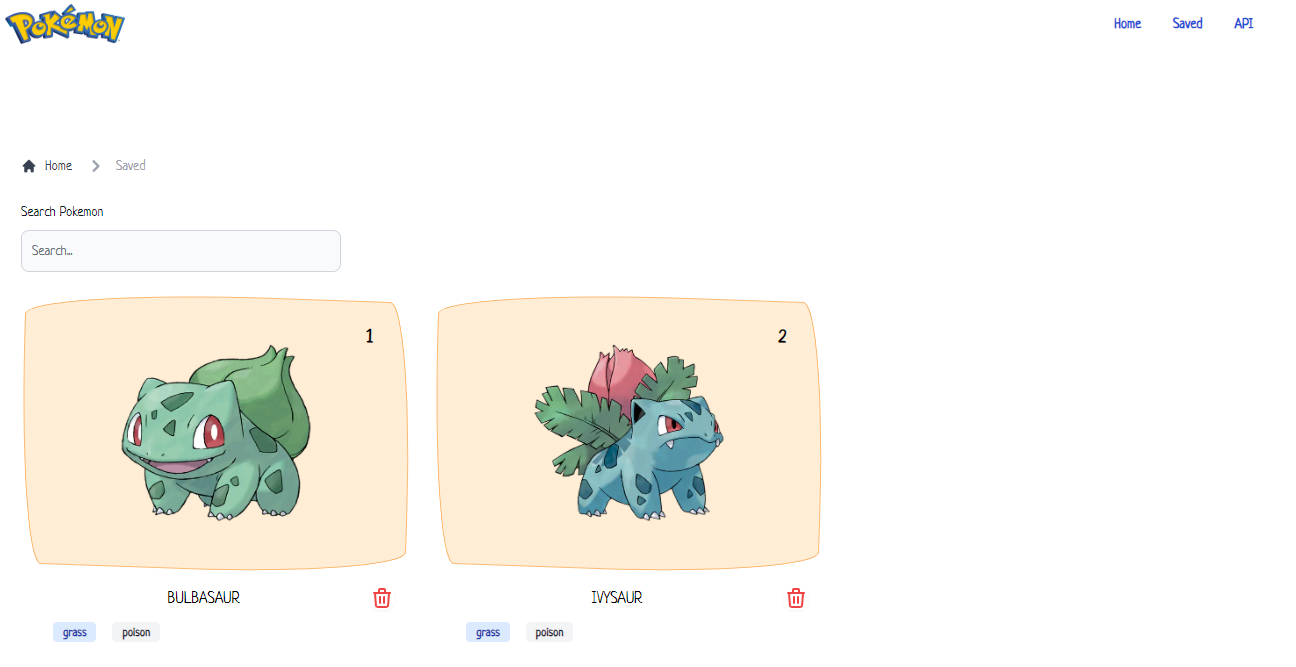 POKéMON
Home Saved API
Home Saved
Search Pokemon
Search...
1
2
BULBASAUR
IVYSAUR
grass poison
grass poison